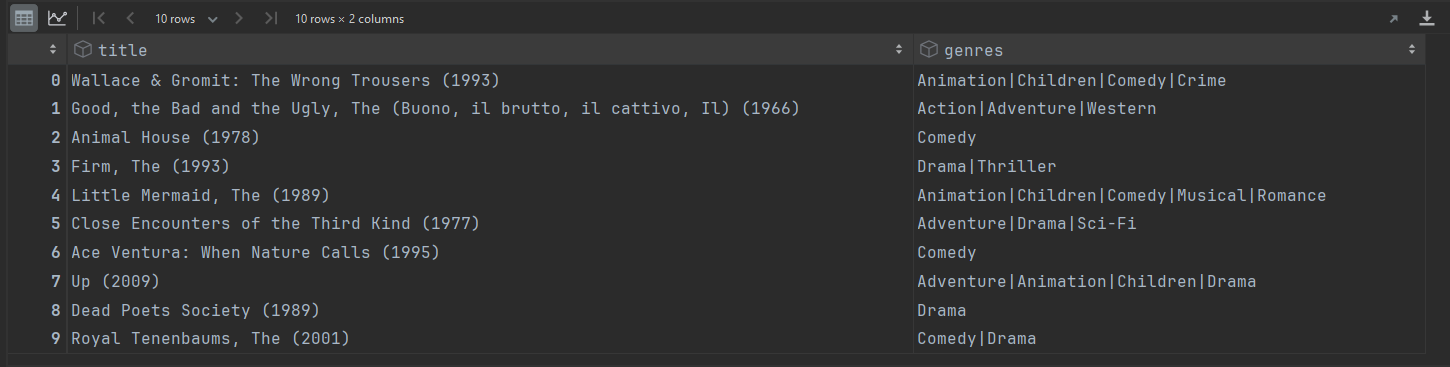 10 rows 10 rows × 2 columns
title genres
0 Wallace & Gromit: The Wrong Trousers (1993) Animation|Children|Comedy|Crime
1 Good, the Bad and the Ugly, The (Buono, il brutto, il cattivo, Il) (1966) Action|Adventure|Western
2 Animal House (1978) Comedy
3 Firm, The (1993) Drama|Thriller
4 Little Mermaid, The (1989) Animation|Children|Comedy|Musical|Romance
5 Close Encounters of the Third Kind (1977) Adventure|Drama|Sci-Fi
6 Ace Ventura: When Nature Calls (1995) Comedy
7 Up (2009) Adventure|Animation|Children|Drama
8 Dead Poets Society (1989) Drama
9 Royal Tenenbaums, The (2001) Comedy|Drama